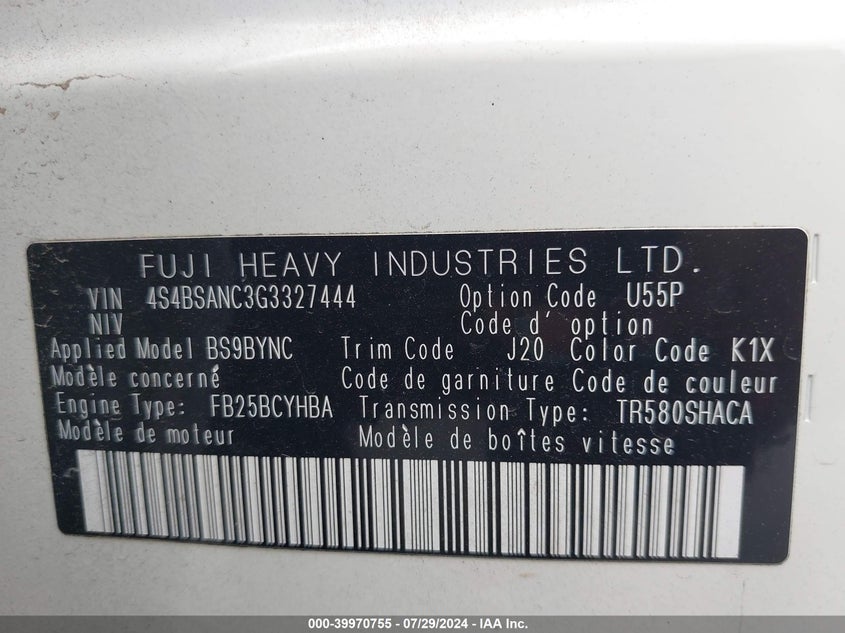 FUJI HEAVY INDUSTRIES LTD.
VIN 4S4BSANC3G3327444 Option Code U55P
NIV Code d' option
Applied Model BS9BYNC Trim Code J20 Color Code K1X
Modèle concerné Code de garniture Code de couleur
Engine Type: FB25BCYHBA Transmission Type: TR580SHACA
Modèle de moteur Modèle de boîtes vitesse
000-39970755 / 07/29/2024 - IAA Inc.